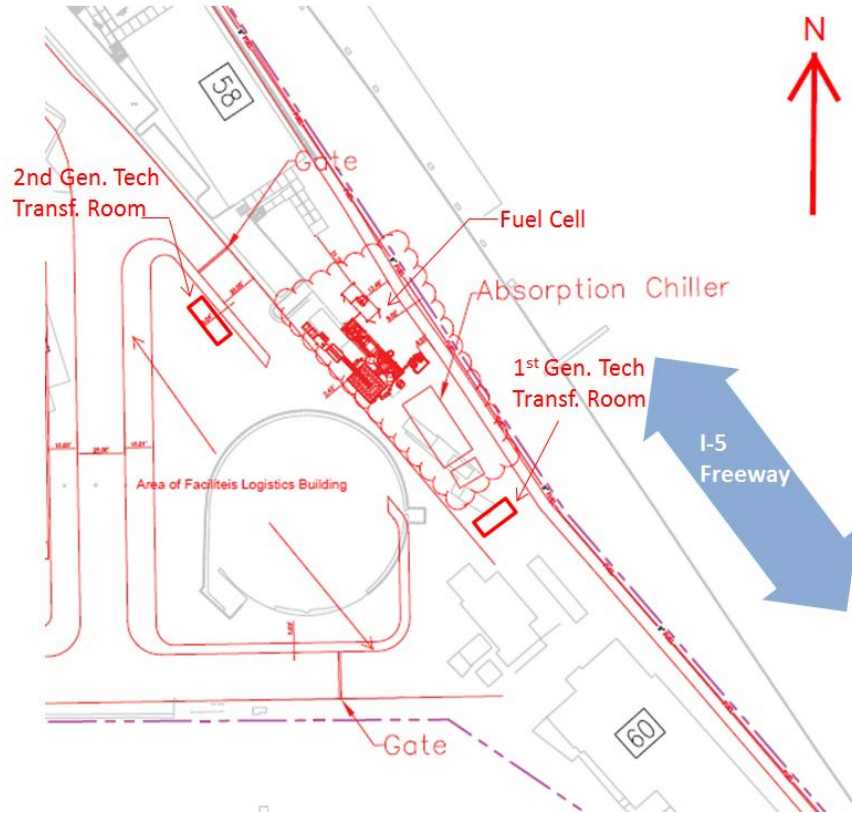 N
58
Gate
2nd Gen. Tech
Transf. Room
Fuel Cell
Absorption Chiller
1st Gen. Tech
Transf. Room
I-5
Freeway
Area of Faciliteis Logistics Building
60
Gate